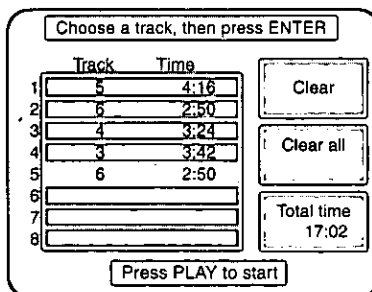 Choose a track, then press ENTER
Track Time
1 5 4:16
2 6 2:50
3 4 3:24
4 3 3:42
5 6 2:50
6
7
8
Clear
Clear all
Total time
17:02
Press PLAY to start